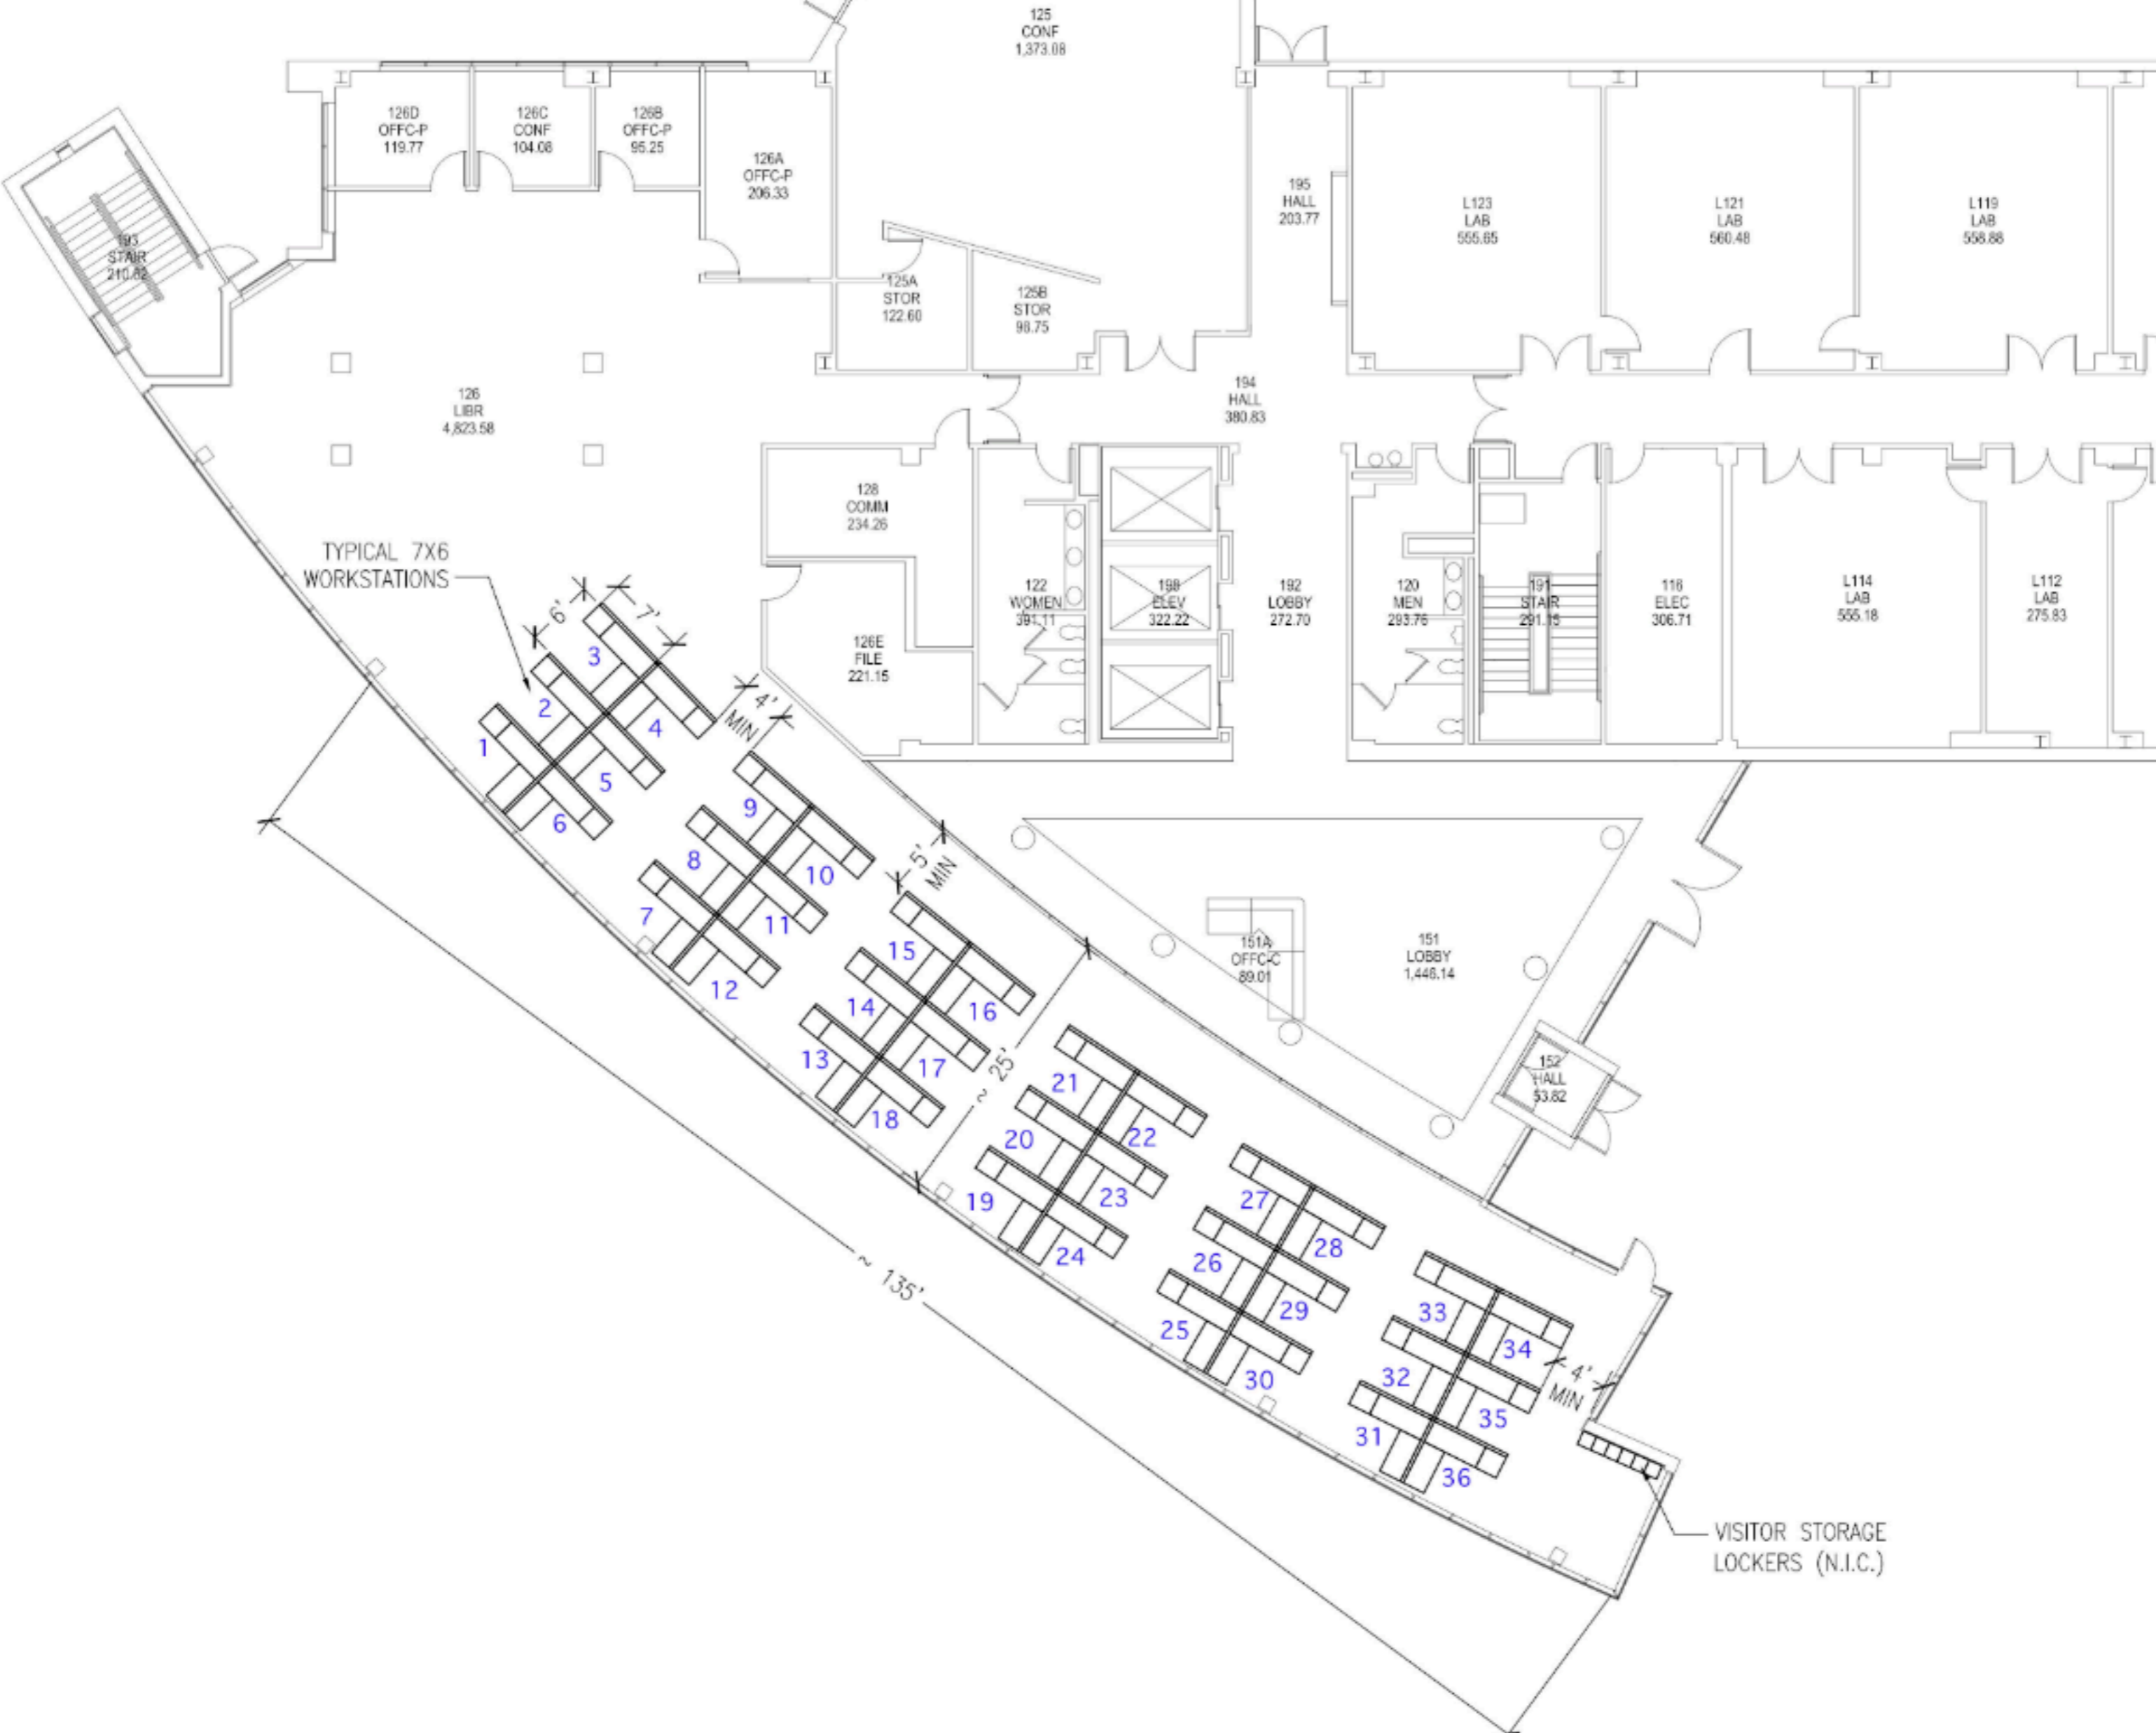 125
CONF
1,373.08
126D
OFFC-P
119.77
126C
CONF
104.08
126B
OFFC-P
95.25
126A
OFFC-P
206.33
195
HALL
203.77
L123
LAB
555.65
L121
LAB
560.48
L119
LAB
558.88
193
STAIR
210.62
125A
STOR
122.60
125B
STOR
98.75
126
LIBR
4,823.58
194
HALL
380.83
128
COMM
234.26
TYPICAL 7X6
WORKSTATIONS
122
WOMEN
391.11
198
ELEV
322.22
192
LOBBY
272.70
120
MEN
293.76
191
STAIR
291.15
116
ELEC
306.71
L114
LAB
555.18
L112
LAB
275.83
126E
FILE
221.15
6'
7'
3
2
4
1
5
6
4'
MIN
9
8
10
7
11
12
5'
MIN
15
14
16
13
17
18
151A
OFFC-C
89.01
151
LOBBY
1,446.14
~ 25'
152
HALL
53.82
21
20
22
19
23
24
27
26
28
25
29
30
~ 135'
33
32
34
31
35
36
4'
MIN
VISITOR STORAGE
LOCKERS (N.I.C.)